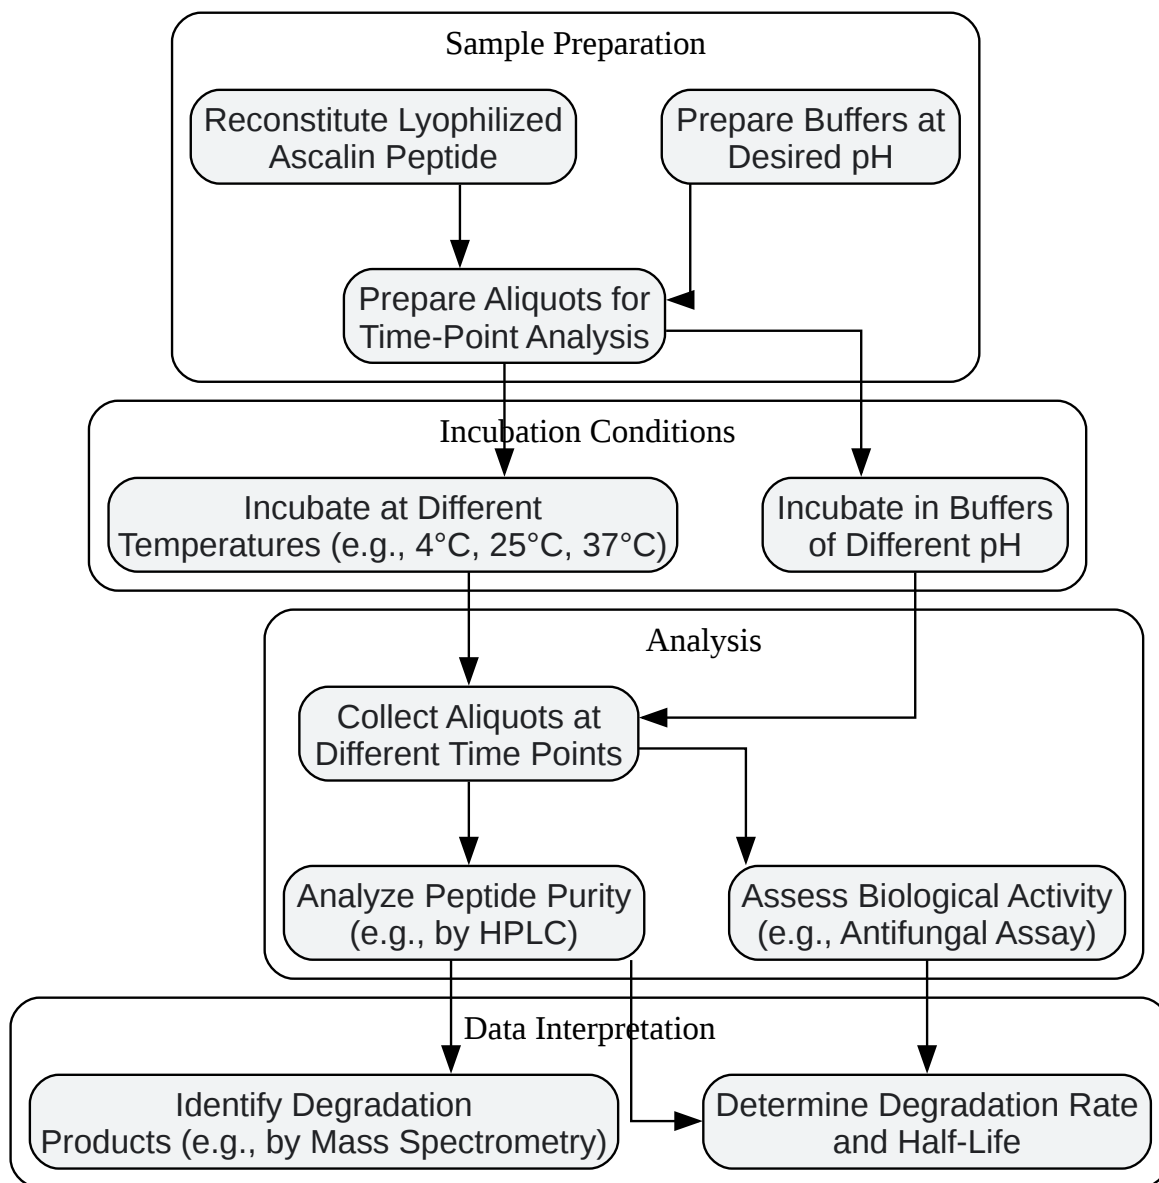 Sample Preparation
Reconstitute Lyophilized
Ascalin Peptide
Prepare Buffers at
Desired pH
Prepare Aliquots for
Time-Point Analysis
Incubation Conditions
Incubate at Different
Temperatures (e.g., 4°C, 25°C, 37°C)
Incubate in Buffers
of Different pH
Analysis
Collect Aliquots at
Different Time Points
Analyze Peptide Purity
(e.g., by HPLC)
Assess Biological Activity
(e.g., Antifungal Assay)
Data Interpretation
Identify Degradation
Products (e.g., by Mass Spectrometry)
Determine Degradation Rate
and Half-Life